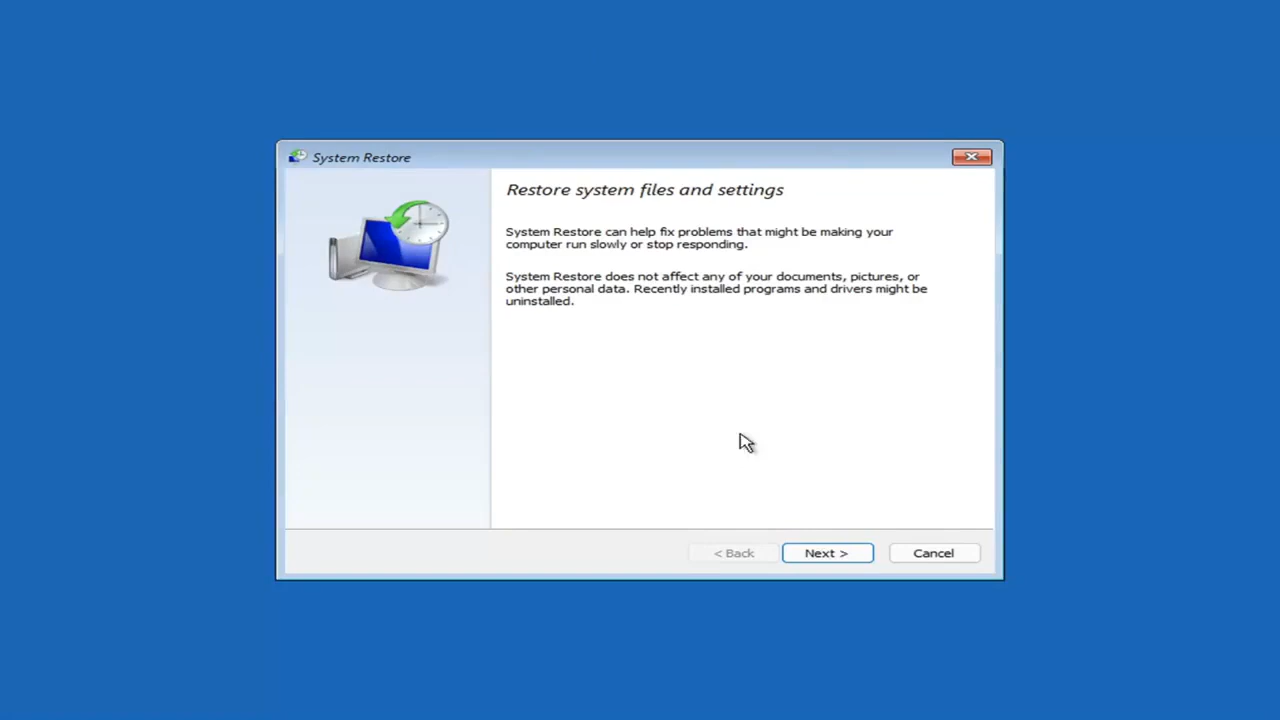 System Restore
Restore system files and settings
System Restore can help fix problems that might be making your
computer run slowly or stop responding.
System Restore does not affect any of your documents, pictures, or
other personal data. Recently installed programs and drivers might be
uninstalled.
< Back Next > Cancel